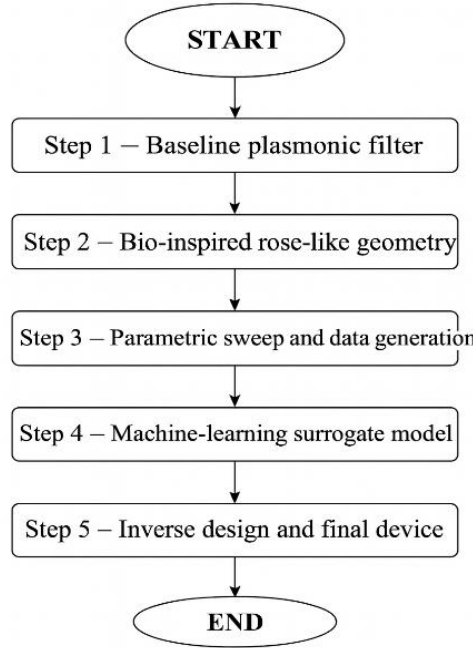 START
Step 1 – Baseline plasmonic filter
Step 2 – Bio-inspired rose-like geometry
Step 3 – Parametric sweep and data generation
Step 4 – Machine-learning surrogate model
Step 5 – Inverse design and final device
END